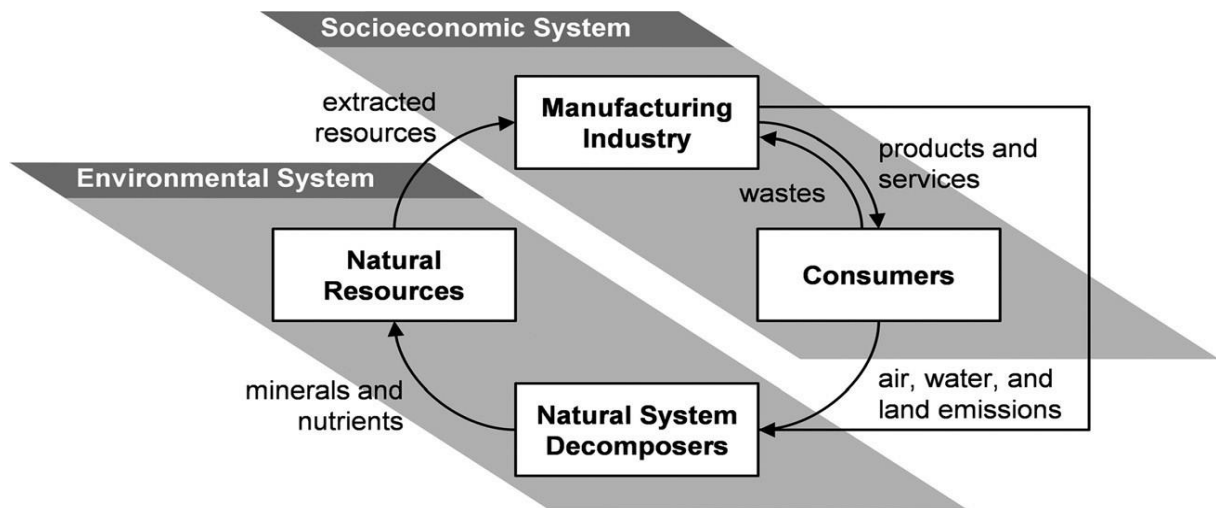 Socioeconomic System
extracted
resources
Manufacturing
Industry
products and
services
wastes
Environmental System
Natural
Resources
Consumers
minerals and
nutrients
Natural System
Decomposers
air, water, and
land emissions